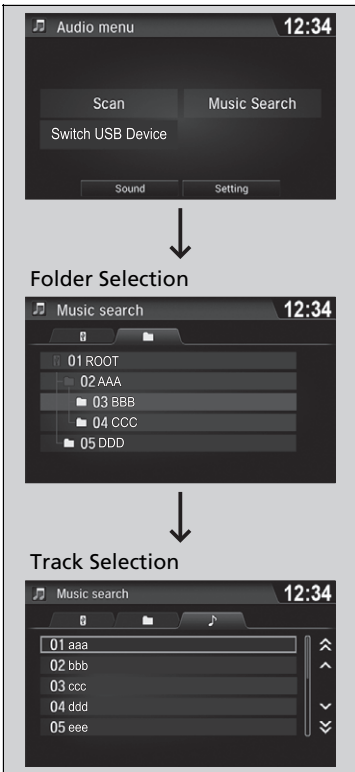 Audio menu 12:34
Scan Music Search
Switch USB Device
Sound Setting
Folder Selection
Music search 12:34
01 ROOT
02 AAA
03 BBB
04 CCC
05 DDD
Track Selection
Music search 12:34
01 aaa
02 bbb
03 ccc
04 ddd
05 eee